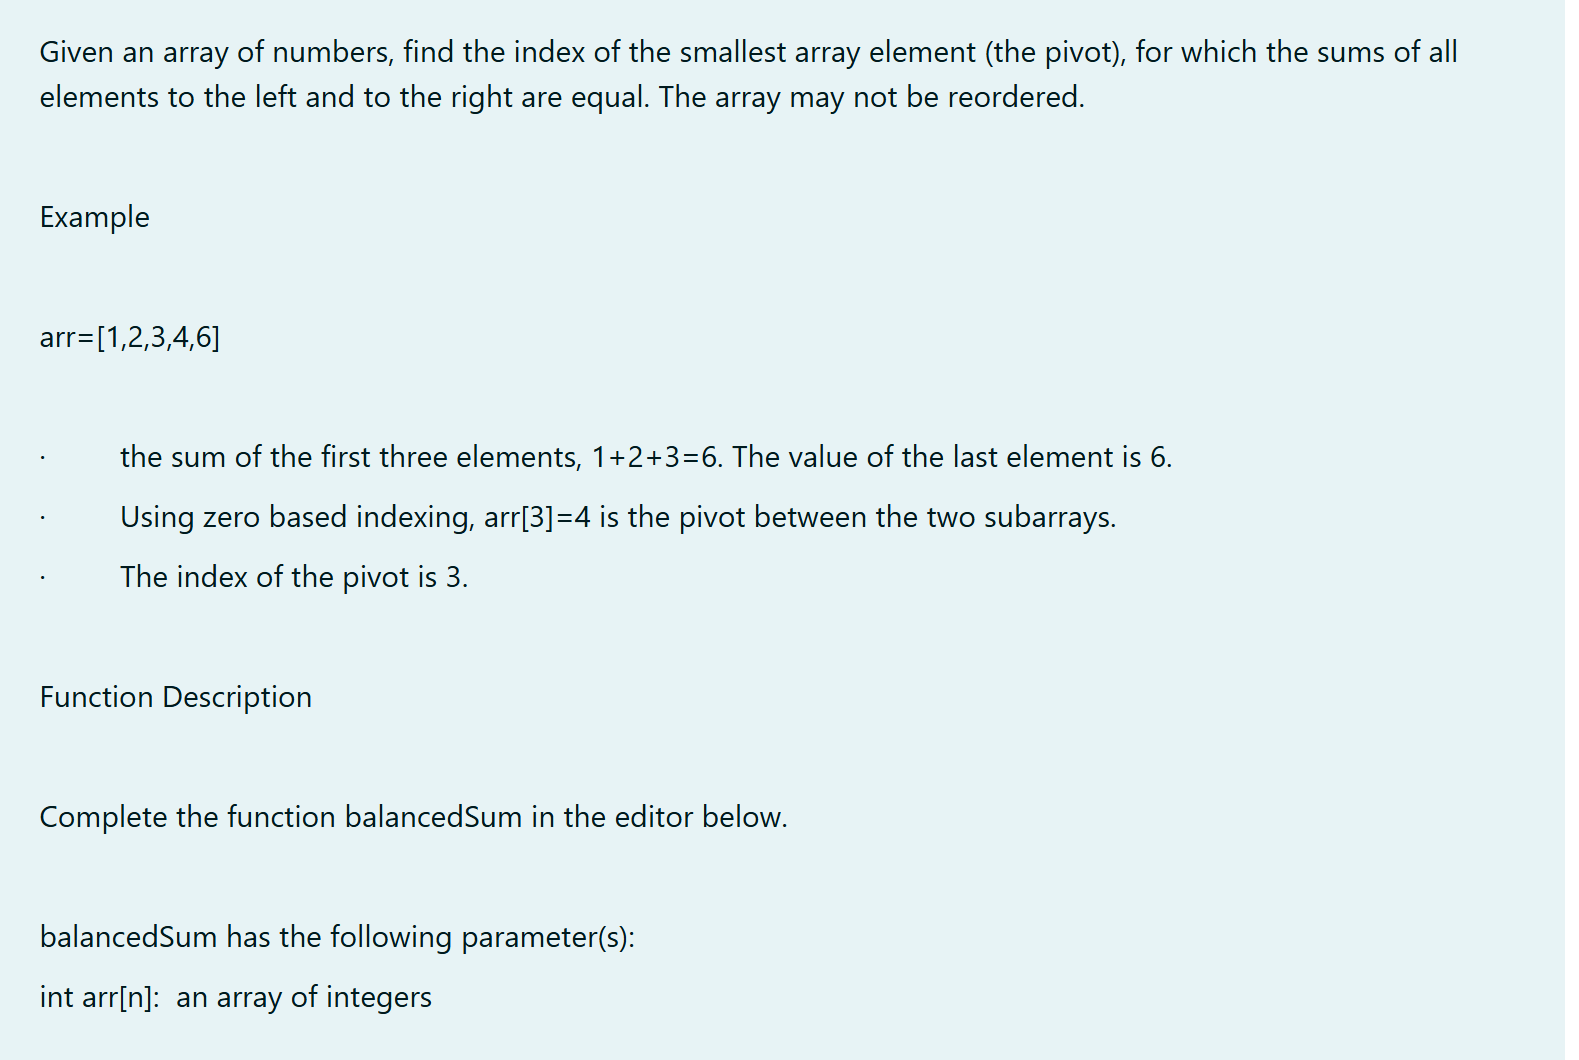 Given an array of numbers, find the index of the smallest array element (the pivot), for which the sums of all
elements to the left and to the right are equal. The array may not be reordered.
Example
arr=[1,2,3,4,6]
· the sum of the first three elements, 1+2+3=6. The value of the last element is 6.
· Using zero based indexing, arr[3]=4 is the pivot between the two subarrays.
· The index of the pivot is 3.
Function Description
Complete the function balancedSum in the editor below.
balancedSum has the following parameter(s):
int arr[n]:  an array of integers